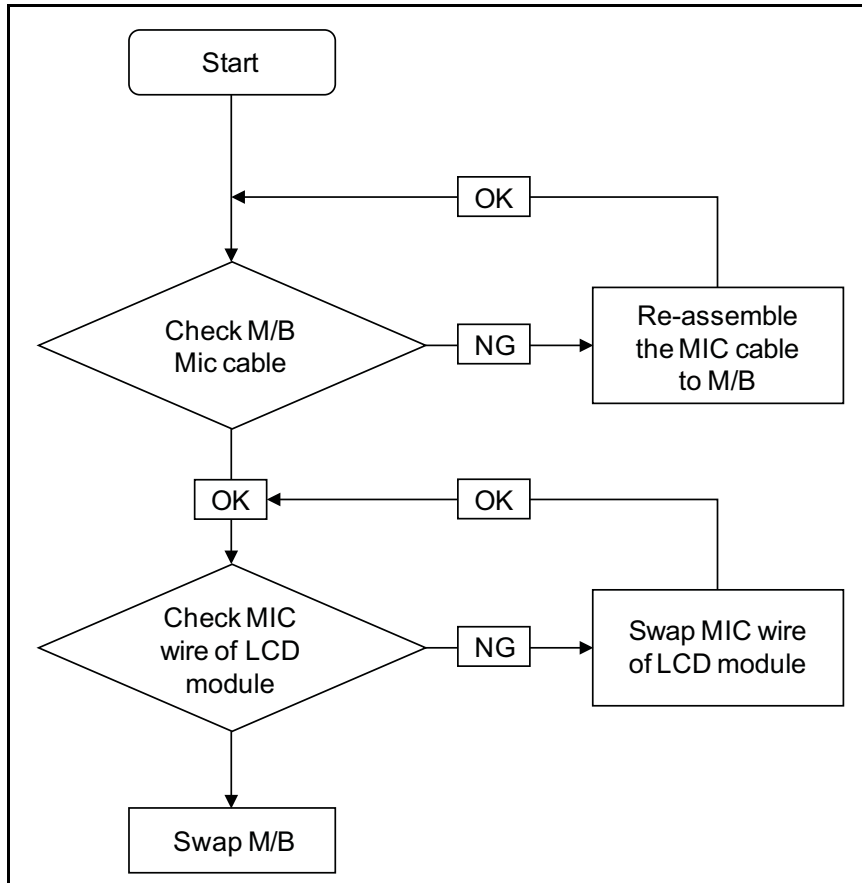 Start
OK
Check M/B
Mic cable
NG
Re-assemble
the MIC cable
to M/B
OK
OK
Check MIC
wire of LCD
module
NG
Swap MIC wire
of LCD module
Swap M/B